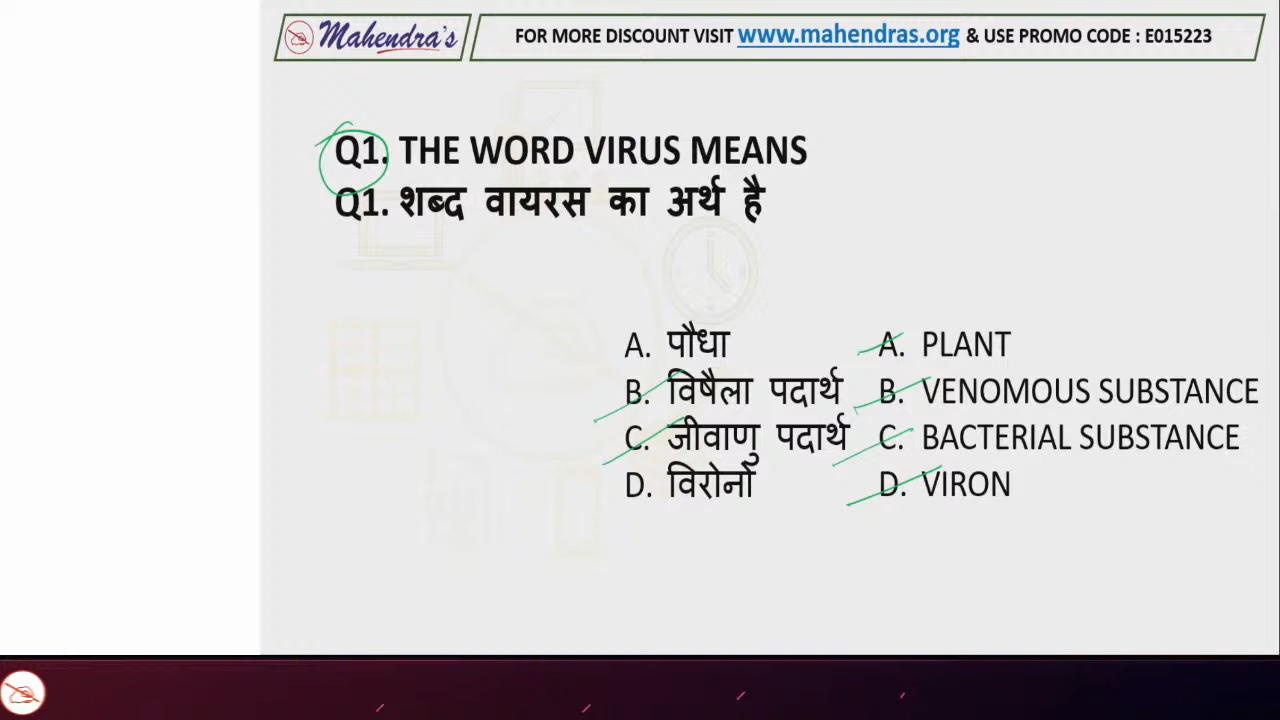 Mahendra's
FOR MORE DISCOUNT VISIT www.mahendras.org & USE PROMO CODE : E015223
Q1. THE WORD VIRUS MEANS
Q1. शब्द वायरस का अर्थ है
A. पौधा
B. विषैला पदार्थ
C. जीवाणु पदार्थ
D. विरोनो
A. PLANT
B. VENOMOUS SUBSTANCE
C. BACTERIAL SUBSTANCE
D. VIRON